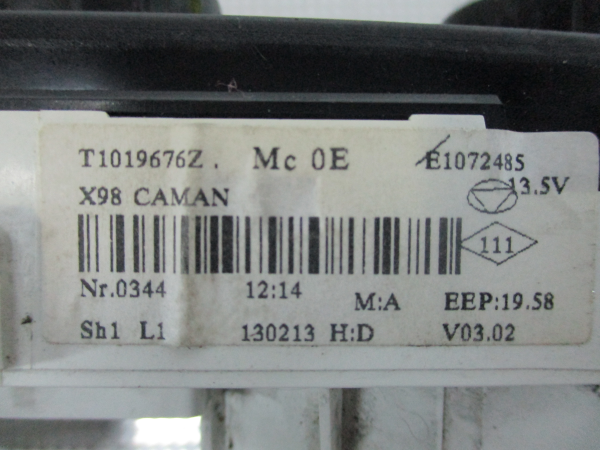 T1019676Z . Mc 0E E1072485
X98 CAMAN 13.5V
111
Nr.0344 12:14 M:A EEP:19.58
Sh1 L1 130213 H:D V03.02